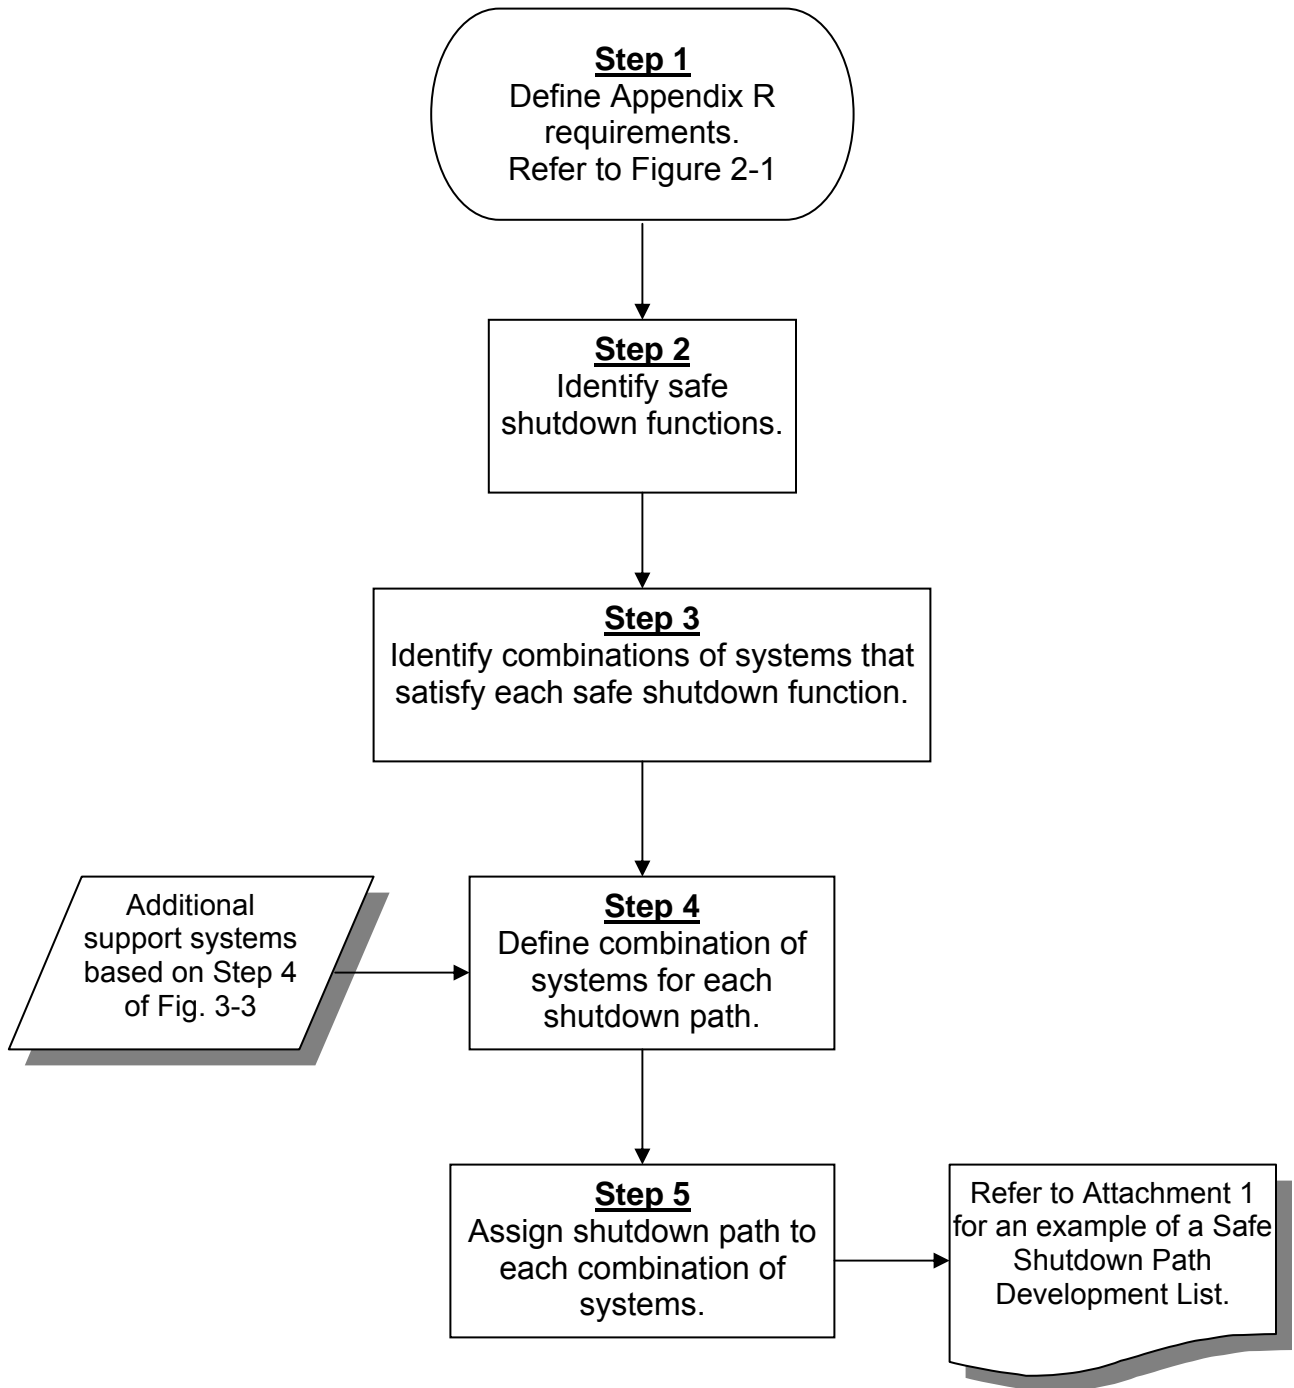 Step 1
Define Appendix R
requirements.
Refer to Figure 2-1
Step 2
Identify safe
shutdown functions.
Step 3
Identify combinations of systems that
satisfy each safe shutdown function.
Additional
support systems
based on Step 4
of Fig. 3-3
Step 4
Define combination of
systems for each
shutdown path.
Step 5
Assign shutdown path to
each combination of
systems.
Refer to Attachment 1
for an example of a Safe
Shutdown Path
Development List.